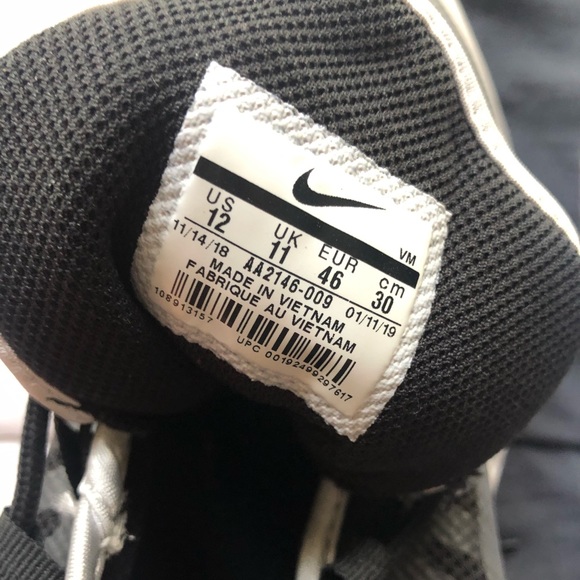 VM
US UK EUR cm
12 11 46 30
11/14/18 AA2146-009 01/11/19
MADE IN VIETNAM
FABRIQUE AU VIETNAM
108913157
UPC 00192499297617